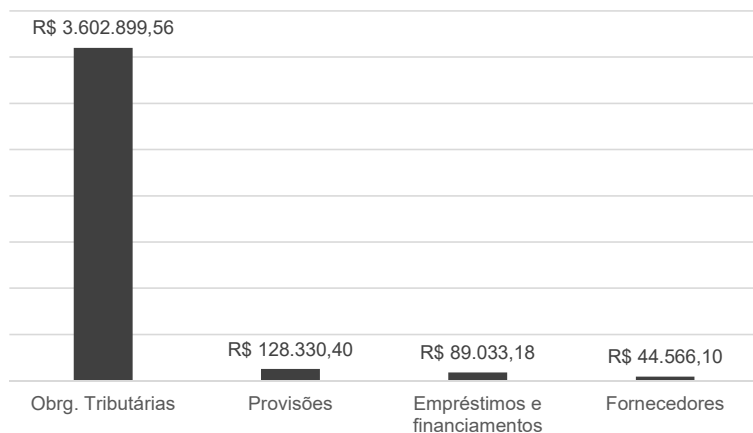 R$ 3.602.899,56
R$ 128.330,40
R$ 89.033,18
R$ 44.566,10
Obrg. Tributárias
Provisões
Empréstimos e
financiamentos
Fornecedores